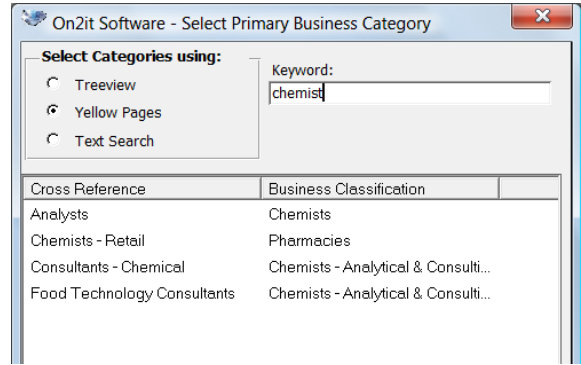 On2it Software - Select Primary Business Category
Select Categories using:
Treeview
Yellow Pages
Text Search
Keyword:
chemist
Cross Reference Business Classification
Analysts Chemists
Chemists - Retail Pharmacies
Consultants - Chemical Chemists - Analytical & Consulti...
Food Technology Consultants Chemists - Analytical & Consulti...